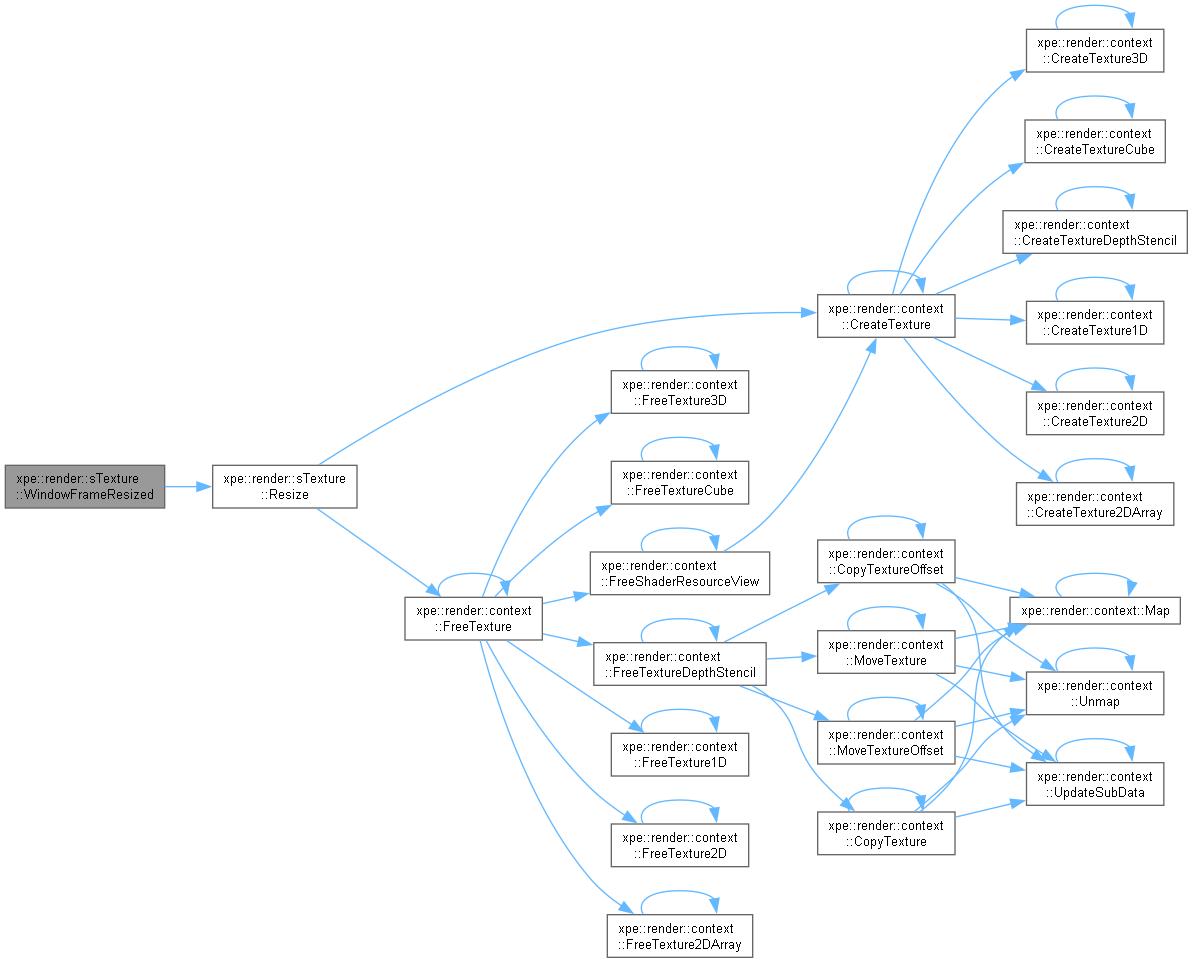 xpe::render::sTexture
::WindowFrameResized
xpe::render::sTexture
::Resize
xpe::render::context
::FreeTexture
xpe::render::context
::FreeTexture3D
xpe::render::context
::FreeTextureCube
xpe::render::context
::FreeShaderResourceView
xpe::render::context
::FreeTextureDepthStencil
xpe::render::context
::FreeTexture1D
xpe::render::context
::FreeTexture2D
xpe::render::context
::FreeTexture2DArray
xpe::render::context
::CreateTexture
xpe::render::context
::CopyTextureOffset
xpe::render::context
::MoveTexture
xpe::render::context
::MoveTextureOffset
xpe::render::context
::CopyTexture
xpe::render::context
::CreateTexture3D
xpe::render::context
::CreateTextureCube
xpe::render::context
::CreateTextureDepthStencil
xpe::render::context
::CreateTexture1D
xpe::render::context
::CreateTexture2D
xpe::render::context
::CreateTexture2DArray
xpe::render::context::Map
xpe::render::context
::Unmap
xpe::render::context
::UpdateSubData